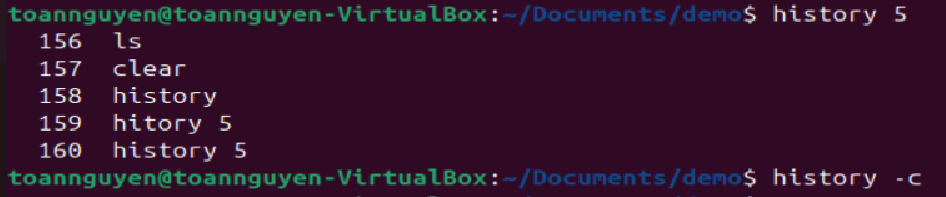 toannguyen@toannguyen-VirtualBox:~/Documents/demo$ history 5
156 ls
157 clear
158 history
159 hitory 5
160 history 5
toannguyen@toannguyen-VirtualBox:~/Documents/demo$ history -c